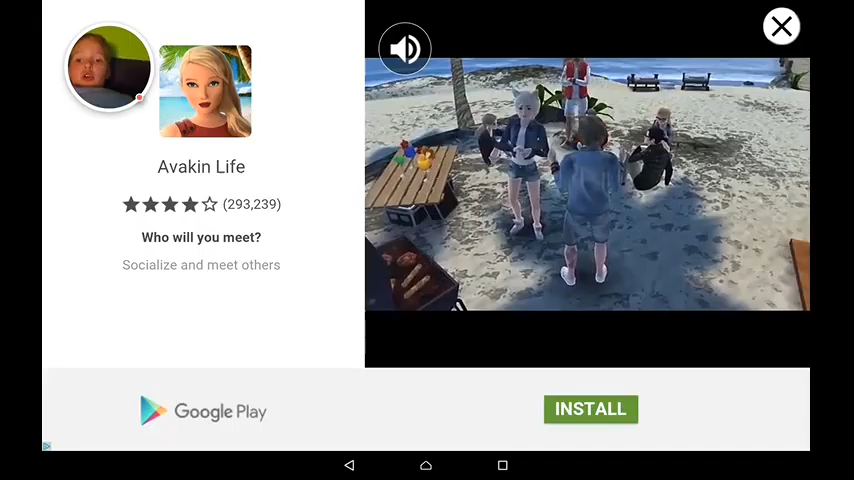 Avakin Life
(293,239)
Who will you meet?
Socialize and meet others
Google Play
INSTALL